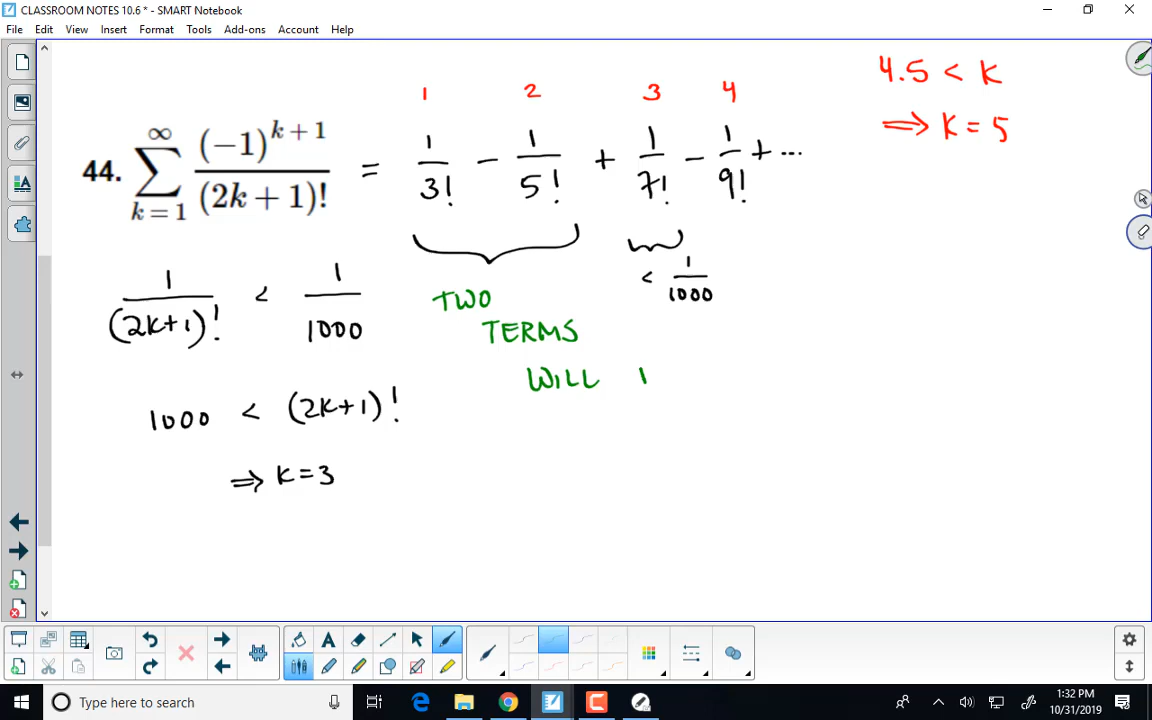 CLASSROOM NOTES 10.6 * - SMART Notebook
File Edit View Insert Format Tools Add-ons Account Help
4.5 < K
⇒ K = 5
1 2 3 4
44. ∑_{k=1}^{∞} (−1)^{k+1} / (2k + 1)! = 1/3! − 1/5! + 1/7! − 1/9! + ...
< 1/1000
1/(2K+1)! < 1/1000
TWO
TERMS
WILL
1000 < (2K+1)!
⇒ K = 3
Type here to search
1:32 PM
10/31/2019